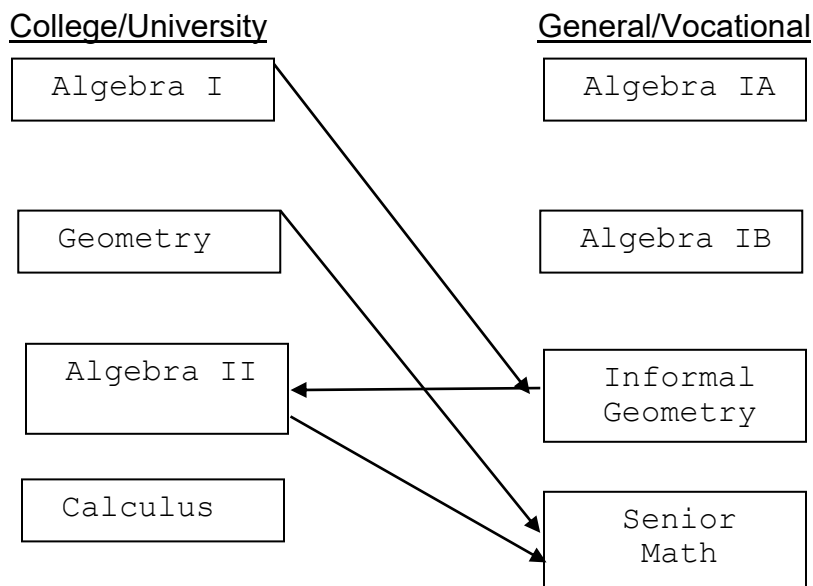 College/University
General/Vocational
Algebra I
Algebra IA
Geometry
Algebra IB
Algebra II
Informal
Geometry
Calculus
Senior
Math